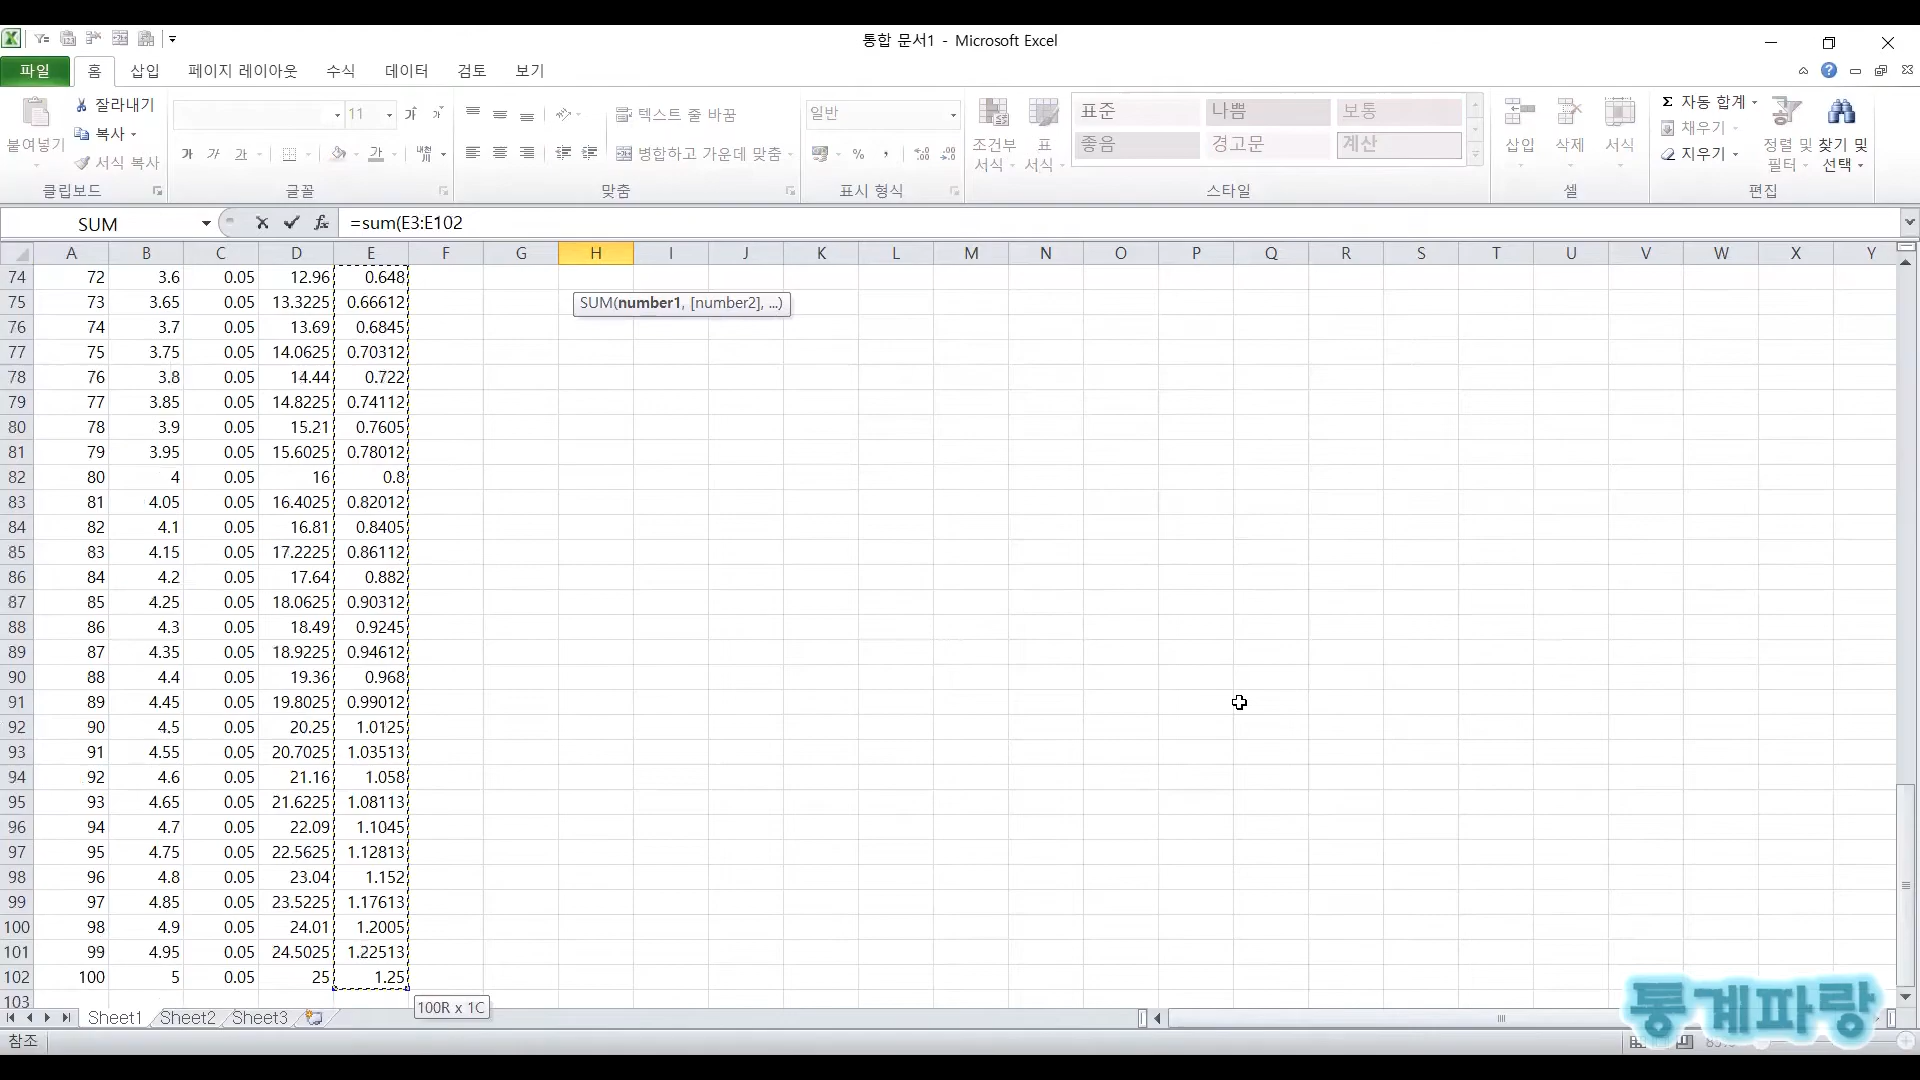 통합 문서1 - Microsoft Excel
파일 홈 삽입 페이지 레이아웃 수식 데이터 검토 보기
붙여넣기 잘라내기 복사 서식 복사 클립보드
11 가 가 가 가 가 가 내천 글꼴
텍스트 줄 바꿈 병합하고 가운데 맞춤 맞춤
일반 % , 표시 형식
조건부 서식 표 서식 표준 나쁨 보통 좋음 경고문 계산 스타일
삽입 삭제 서식 셀
Σ 자동 합계 채우기 지우기 정렬 및 필터 찾기 및 선택 편집
SUM fx =sum(E3:E102
A B C D E F G H I J K L M N O P Q R S T U V W X Y
74 72 3.6 0.05 12.96 0.648
75 73 3.65 0.05 13.3225 0.66612 SUM(number1, [number2], ...)
76 74 3.7 0.05 13.69 0.6845
77 75 3.75 0.05 14.0625 0.70312
78 76 3.8 0.05 14.44 0.722
79 77 3.85 0.05 14.8225 0.74112
80 78 3.9 0.05 15.21 0.7605
81 79 3.95 0.05 15.6025 0.78012
82 80 4 0.05 16 0.8
83 81 4.05 0.05 16.4025 0.82012
84 82 4.1 0.05 16.81 0.8405
85 83 4.15 0.05 17.2225 0.86112
86 84 4.2 0.05 17.64 0.882
87 85 4.25 0.05 18.0625 0.90312
88 86 4.3 0.05 18.49 0.9245
89 87 4.35 0.05 18.9225 0.94612
90 88 4.4 0.05 19.36 0.968
91 89 4.45 0.05 19.8025 0.99012
92 90 4.5 0.05 20.25 1.0125
93 91 4.55 0.05 20.7025 1.03513
94 92 4.6 0.05 21.16 1.058
95 93 4.65 0.05 21.6225 1.08113
96 94 4.7 0.05 22.09 1.1045
97 95 4.75 0.05 22.5625 1.12813
98 96 4.8 0.05 23.04 1.152
99 97 4.85 0.05 23.5225 1.17613
100 98 4.9 0.05 24.01 1.2005
101 99 4.95 0.05 24.5025 1.22513
102 100 5 0.05 25 1.25
103
100R x 1C
Sheet1 Sheet2 Sheet3
통계파랑
참조